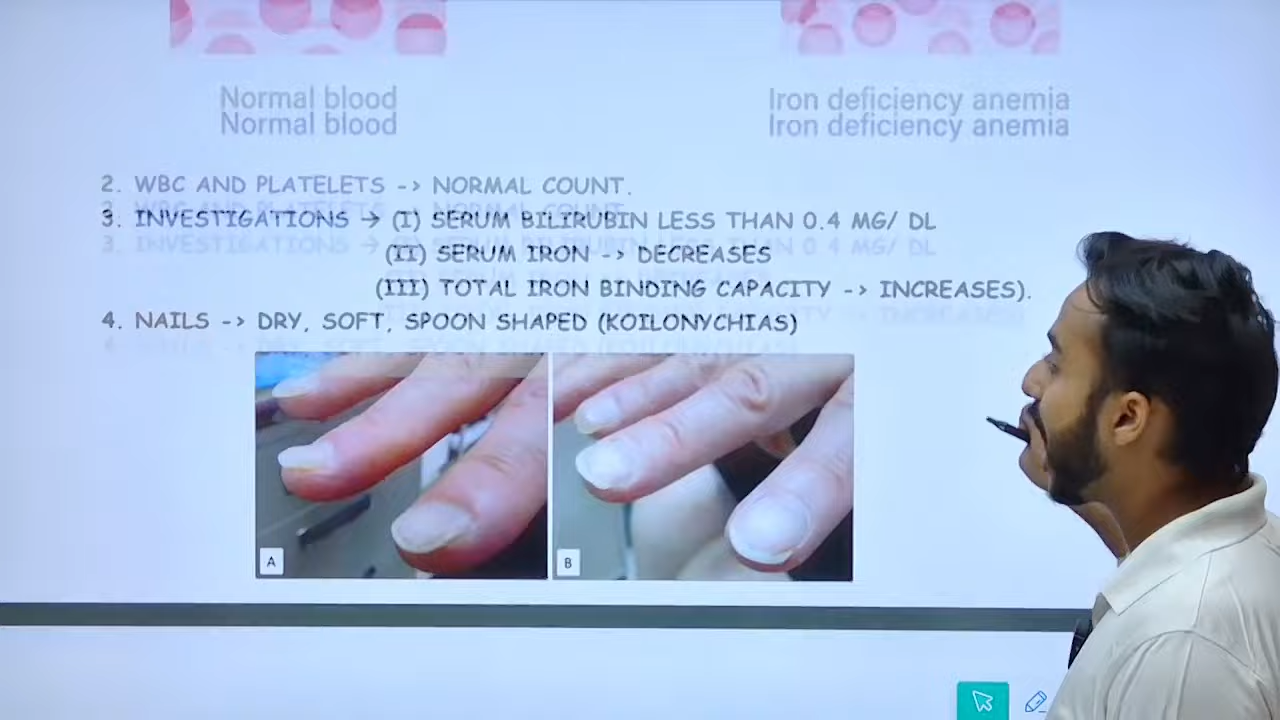 Normal blood
Normal blood
Iron deficiency anemia
Iron deficiency anemia
2. WBC AND PLATELETS -> NORMAL COUNT.
3. INVESTIGATIONS → (I) SERUM BILIRUBIN LESS THAN 0.4 MG/ DL
(II) SERUM IRON -> DECREASES
(III) TOTAL IRON BINDING CAPACITY -> INCREASES).
4. NAILS -> DRY, SOFT, SPOON SHAPED (KOILONYCHIAS)
A
B